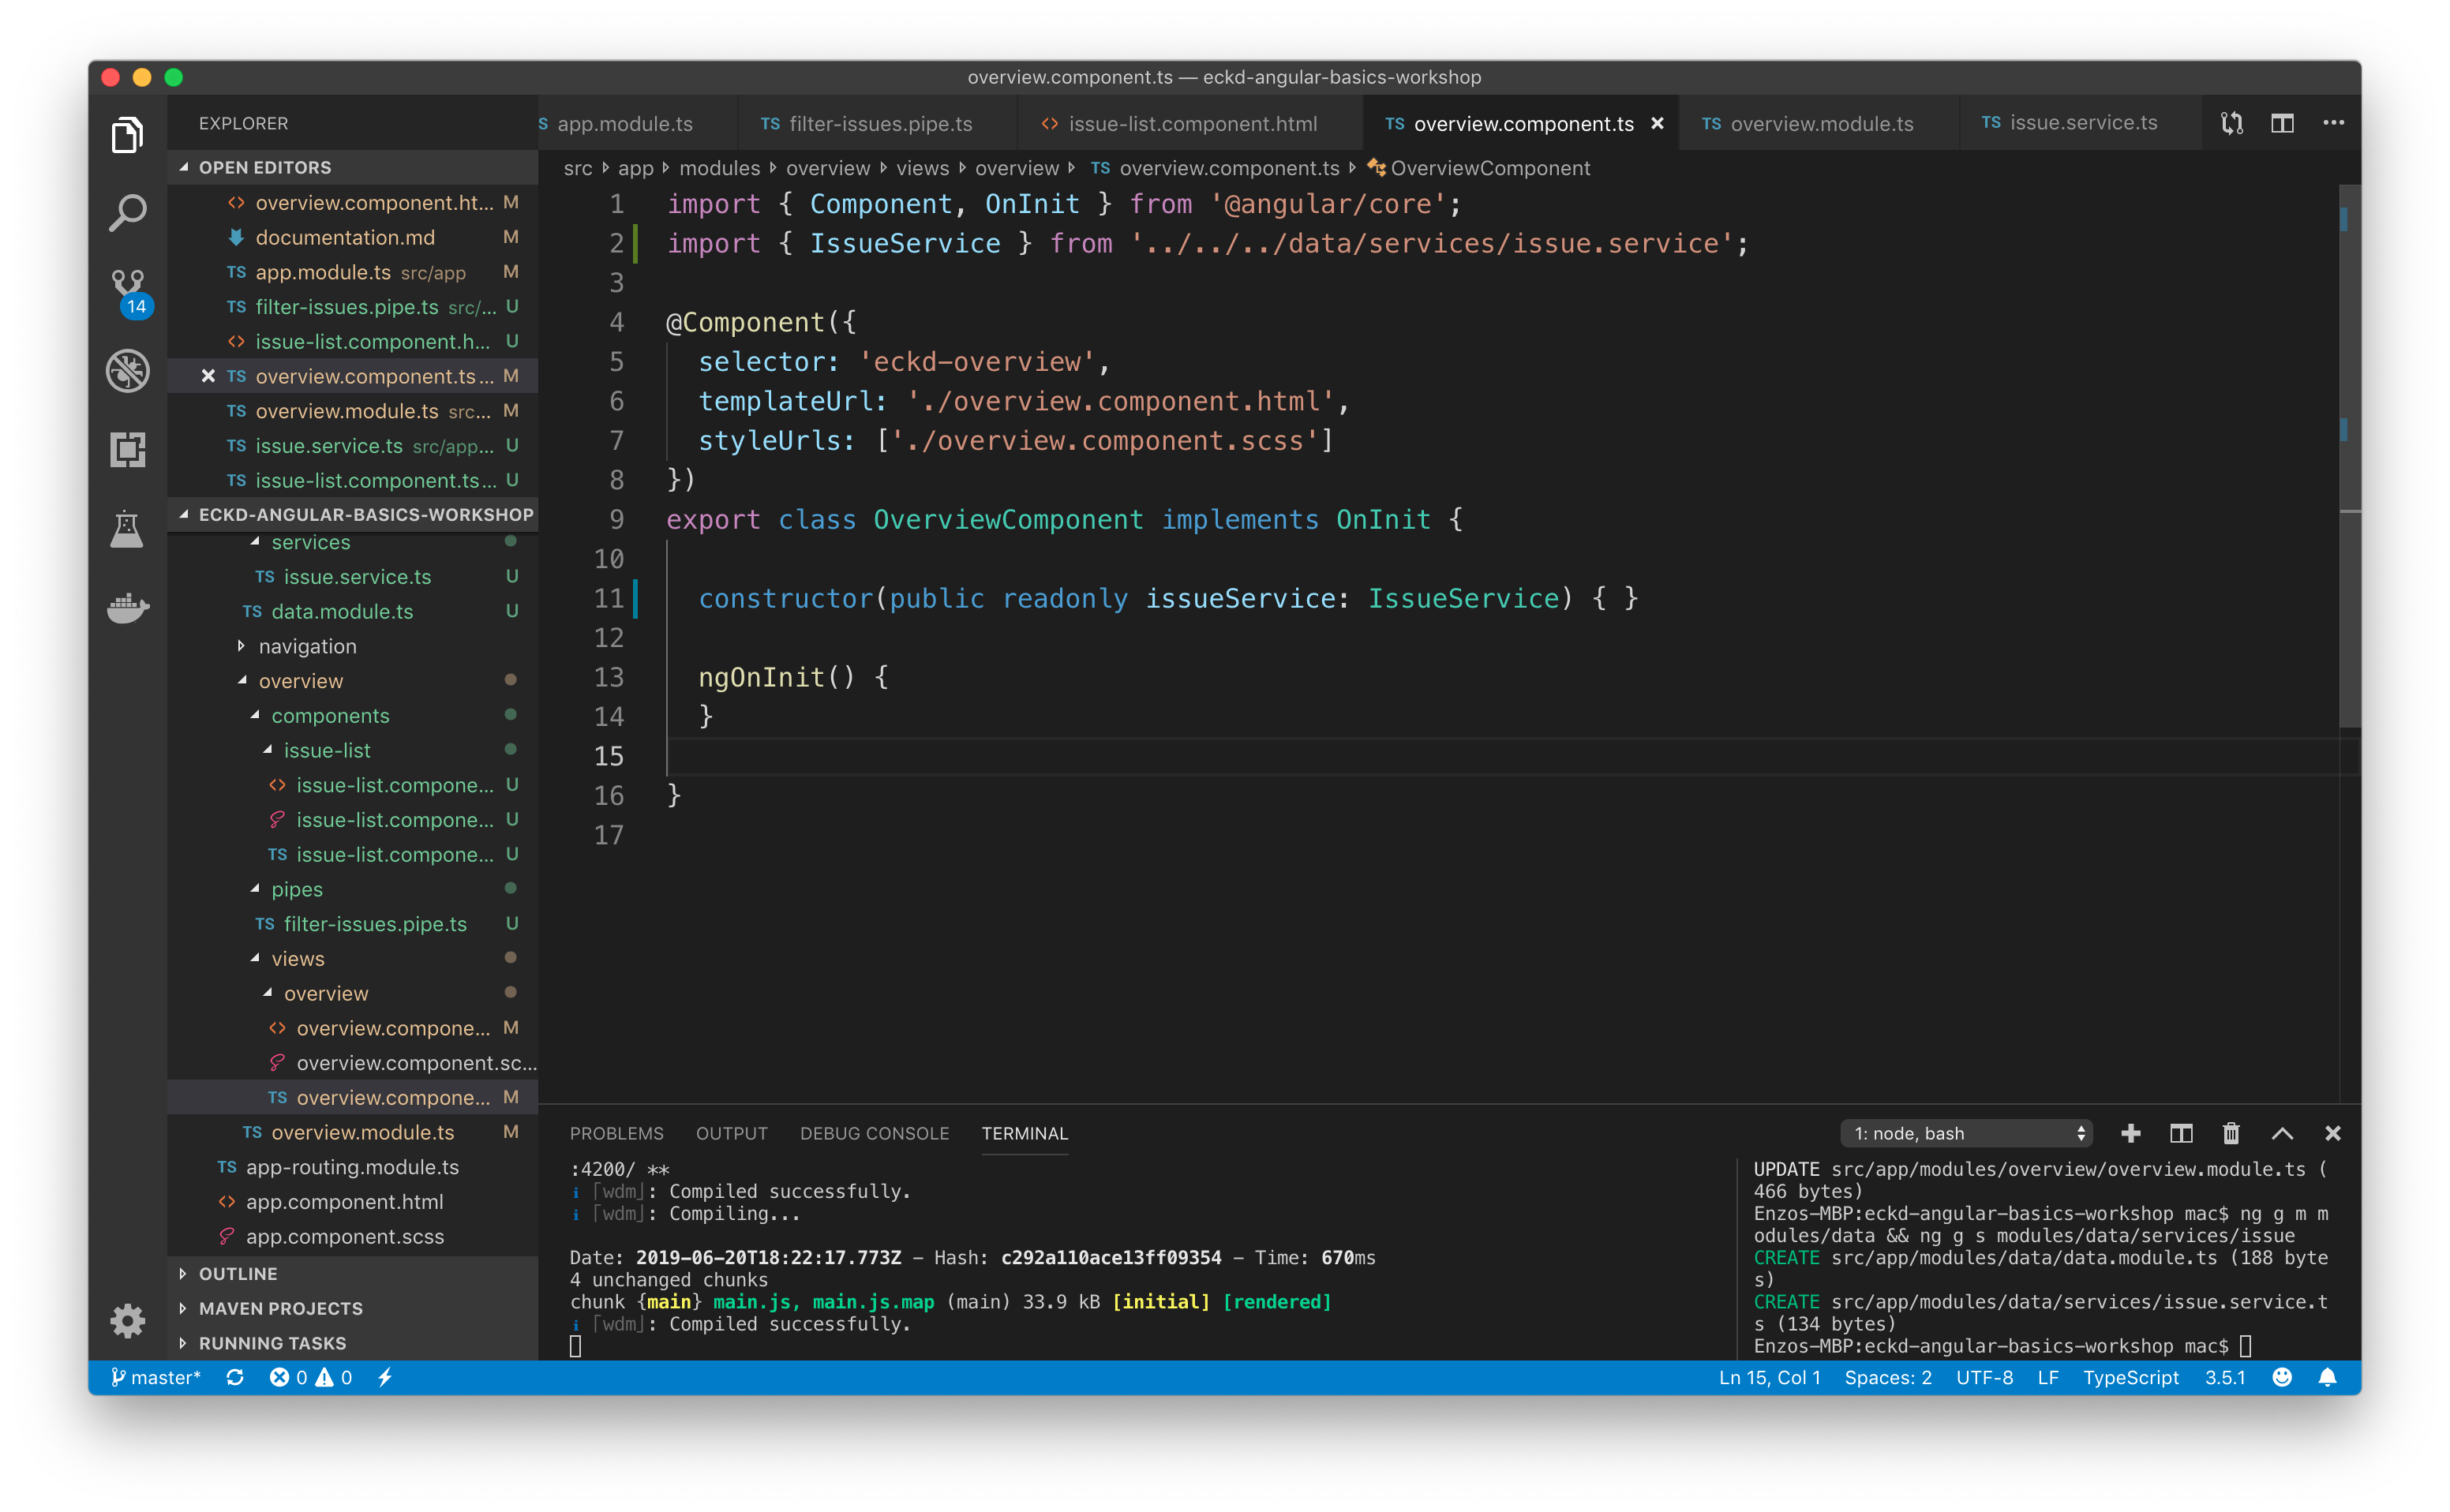 overview.component.ts — eckd-angular-basics-workshop
EXPLORER
OPEN EDITORS
overview.component.ht... M
documentation.md M
app.module.ts src/app M
filter-issues.pipe.ts src/... U
issue-list.component.h... U
overview.component.ts... M
overview.module.ts src... M
issue.service.ts src/app... U
issue-list.component.ts... U
ECKD-ANGULAR-BASICS-WORKSHOP
services
issue.service.ts U
data.module.ts U
navigation
overview
components
issue-list
issue-list.compone... U
issue-list.compone... U
issue-list.compone... U
pipes
filter-issues.pipe.ts U
views
overview
overview.compone... M
overview.component.sc...
overview.compone... M
overview.module.ts M
app-routing.module.ts
app.component.html
app.component.scss
OUTLINE
MAVEN PROJECTS
RUNNING TASKS
14
S app.module.ts TS filter-issues.pipe.ts <> issue-list.component.html TS overview.component.ts × TS overview.module.ts TS issue.service.ts
src app modules overview views overview TS overview.component.ts OverviewComponent
1 import { Component, OnInit } from '@angular/core';
2 import { IssueService } from '../../../data/services/issue.service';
3
4 @Component({
5 selector: 'eckd-overview',
6 templateUrl: './overview.component.html',
7 styleUrls: ['./overview.component.scss']
8 })
9 export class OverviewComponent implements OnInit {
10
11 constructor(public readonly issueService: IssueService) { }
12
13 ngOnInit() {
14 }
15
16 }
17
PROBLEMS OUTPUT DEBUG CONSOLE TERMINAL 1: node, bash
:4200/ **
i ｢wdm｣: Compiled successfully.
i ｢wdm｣: Compiling...
Date: 2019-06-20T18:22:17.773Z - Hash: c292a110ace13ff09354 - Time: 670ms
4 unchanged chunks
chunk {main} main.js, main.js.map (main) 33.9 kB [initial] [rendered]
i ｢wdm｣: Compiled successfully.
UPDATE src/app/modules/overview/overview.module.ts (
466 bytes)
Enzos-MBP:eckd-angular-basics-workshop mac$ ng g m m
odules/data && ng g s modules/data/services/issue
CREATE src/app/modules/data/data.module.ts (188 byte
s)
CREATE src/app/modules/data/services/issue.service.t
s (134 bytes)
Enzos-MBP:eckd-angular-basics-workshop mac$
master* 0 0 Ln 15, Col 1 Spaces: 2 UTF-8 LF TypeScript 3.5.1